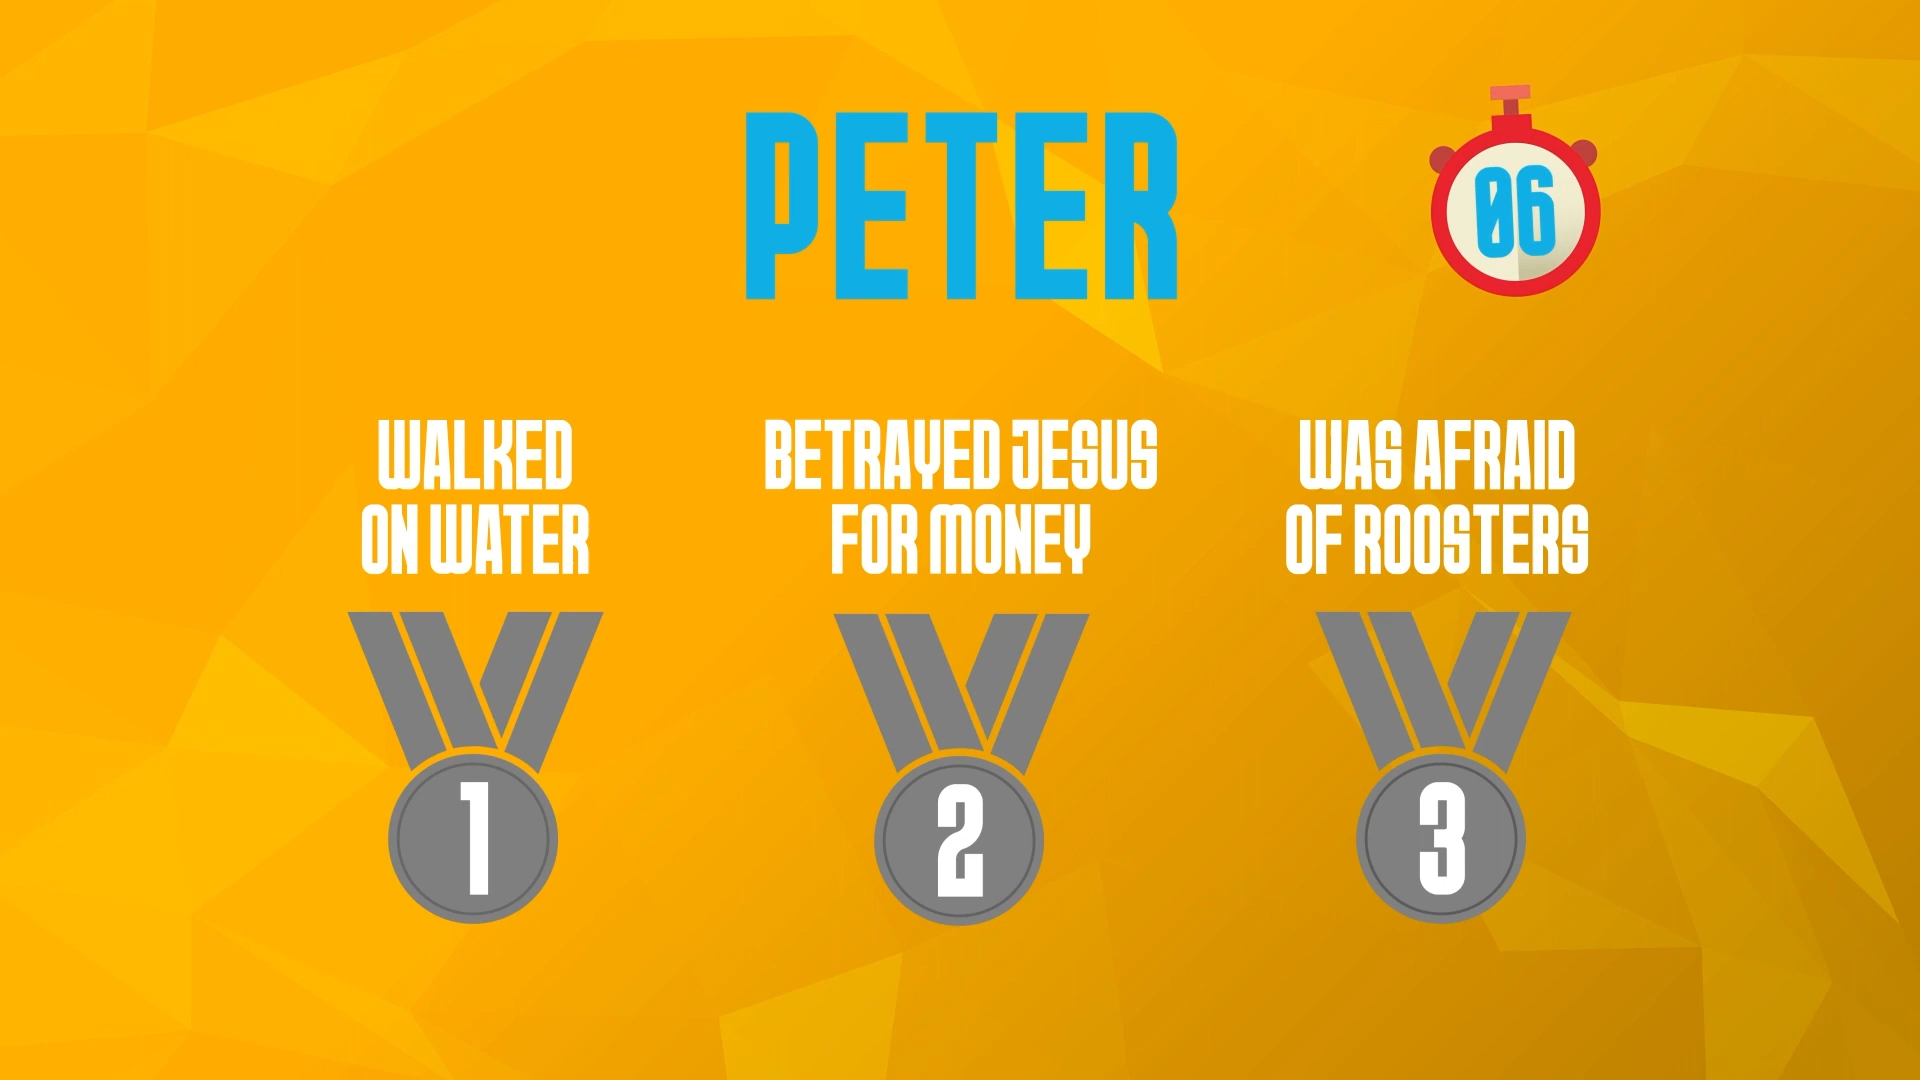 PETER
06
WALKED
ON WATER
BETRAYED JESUS
FOR MONEY
WAS AFRAID
OF ROOSTERS
1
2
3